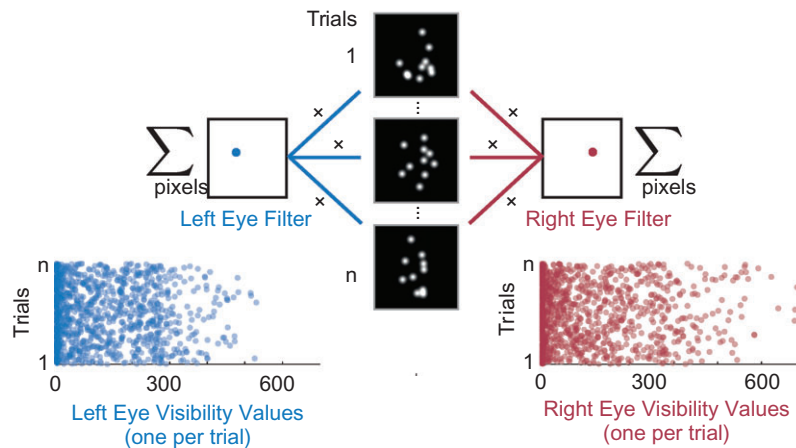 Trials
1
×
×
×
×
×
×
∑
pixels
∑
pixels
Left Eye Filter
Right Eye Filter
n
n
Trials
1
0
300
600
Left Eye Visibility Values
(one per trial)
n
Trials
1
0
300
600
Right Eye Visibility Values
(one per trial)